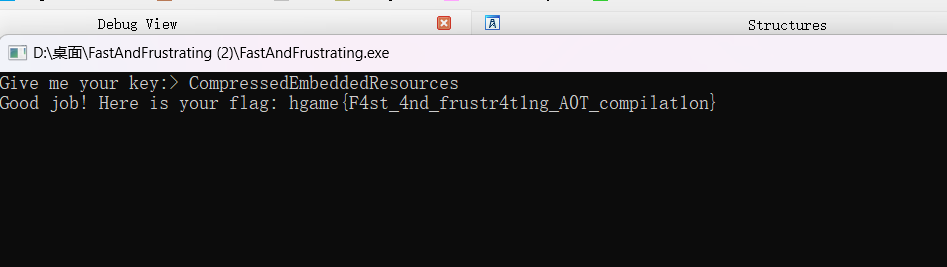 Debug View
Structures
D:\桌面\FastAndFrustrating (2)\FastAndFrustrating.exe
Give me your key:> CompressedEmbeddedResources
Good job! Here is your flag: hgame{F4st_4nd_frustr4t1ng_AOT_compilat1on}